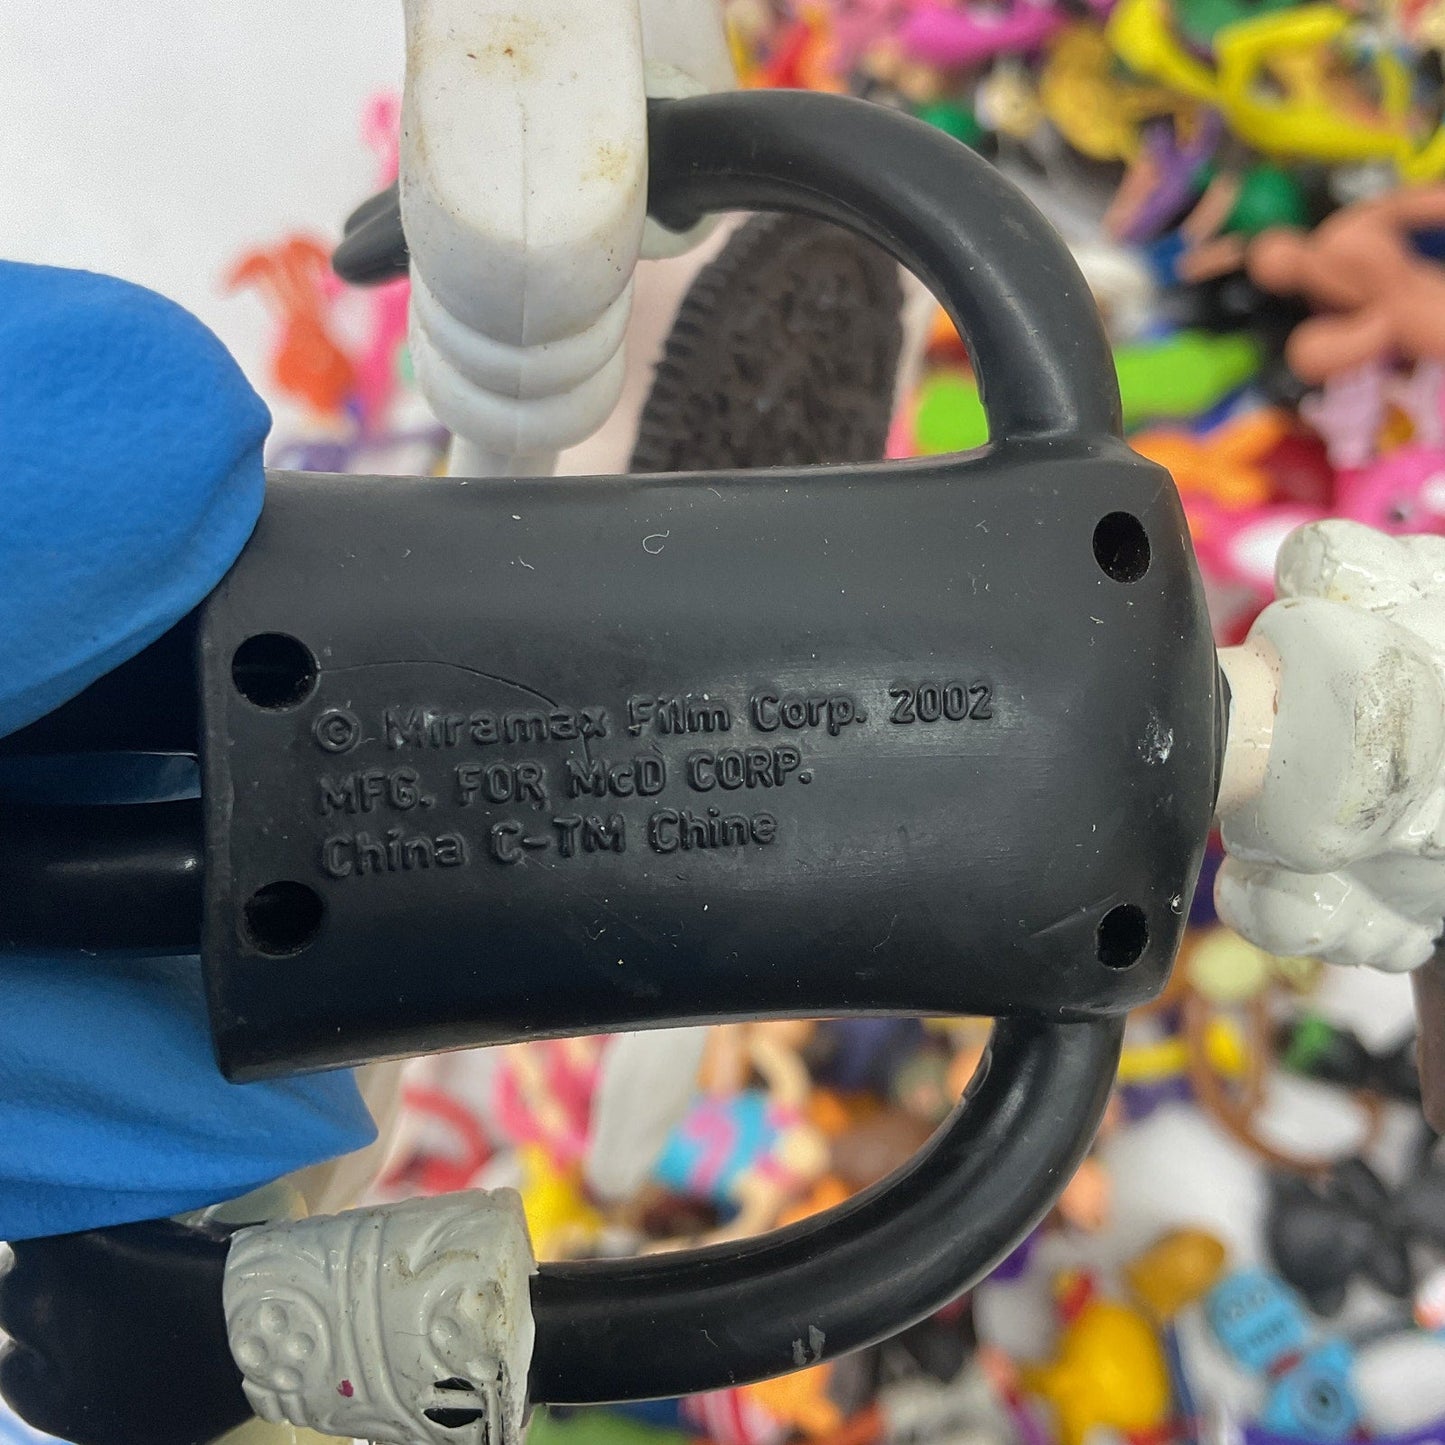 © Miramax Film Corp. 2002
MFG. FOR McD CORP.
China C-TM Chine